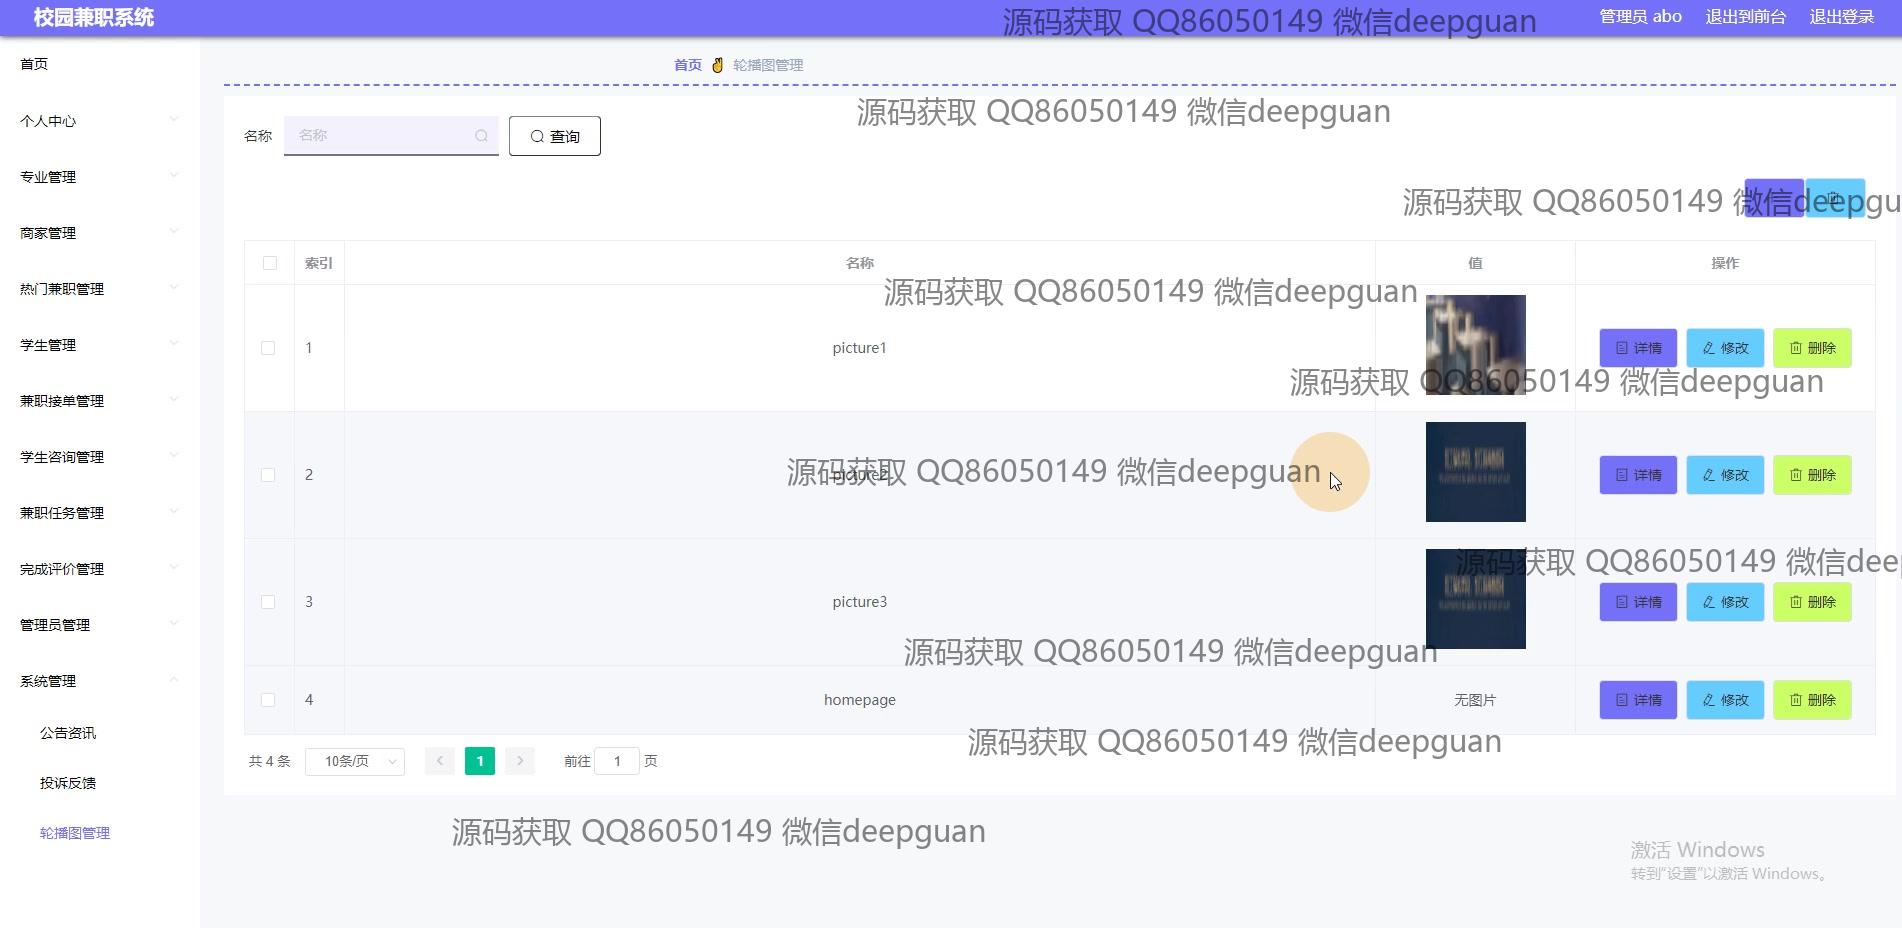 校园兼职系统
源码获取 QQ86050149 微信deepguan
管理员 abo 退出到前台 退出登录
首页
首页 轮播图管理
个人中心
源码获取 QQ86050149 微信deepguan
名称 名称 查询
专业管理
源码获取 QQ86050149 微信deepgu
商家管理
索引 名称 值 操作
热门兼职管理
源码获取 QQ86050149 微信deepguan
学生管理
1 picture1 详情 修改 删除
源码获取 QQ86050149 微信deepguan
兼职接单管理
学生咨询管理
源码获取 QQ86050149 微信deepguan
2 picture2 详情 修改 删除
兼职任务管理
源码获取 QQ86050149 微信dee
完成评价管理
3 picture3 详情 修改 删除
管理员管理
源码获取 QQ86050149 微信deepguan
系统管理
4 homepage 无图片 详情 修改 删除
公告资讯
源码获取 QQ86050149 微信deepguan
共 4 条 10条/页 1 前往 1 页
投诉反馈
轮播图管理
源码获取 QQ86050149 微信deepguan
激活 Windows
转到“设置”以激活 Windows。